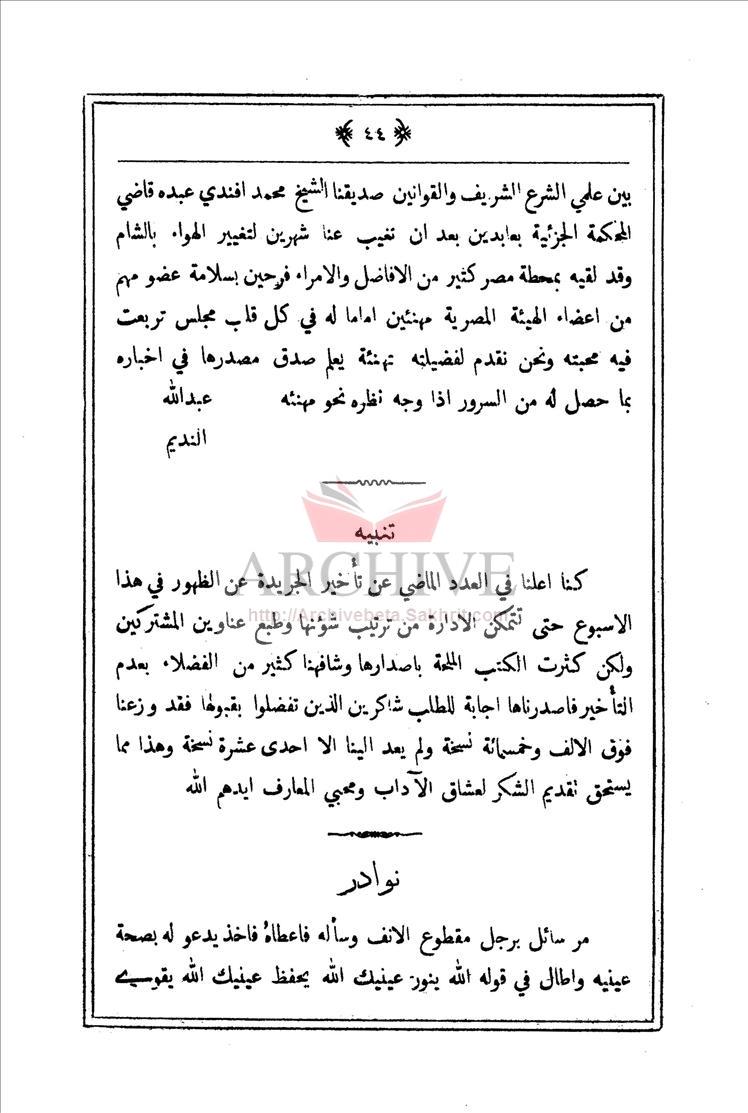 ٤٤
بين علمي الشرع الشريف والقوانين صديقنا الشيخ محمد افندي عبده قاضي
المحكمة الجزئية بعابدين بعد ان تغيب عنا شهرين لتغيير الهواء بالشام
وقد لقيه بمحطة مصر كثير من الافاضل والامراء فرحين بسلامة عضو مهم
من اعضاء الهيئة المصرية مهنئين اماما له في كل قلب مجلس تربعت
فيه محبته ونحن نقدم لفضيلته تهنئة يعلم صدق مصدرها في اخباره
بما حصل له من السرور اذا وجه نظره نحو مهنئه عبدالله
النديم
تنبيه
ARCHIVE
http://Archivebeta.Sakhrit.com
كنا اعلنا في العدد الماضي عن تأخير الجريدة عن الظهور في هذا
الاسبوع حتى تتمكن الادارة من ترتيب شؤنها وطبع عناوين المشتركين
ولكن كثرت الكتب الملحة باصدارها وشافهنا كثير من الفضلاء بعدم
التأخير فاصدرناها اجابة للطلب شاكرين الذين تفضلوا بقبولها فقد وزعنا
فوق الالف وخمسمائة نسخة ولم يعد الينا الا احدى عشرة نسخة وهذا مما
يستحق تقديم الشكر لعشاق الآداب ومحبي المعارف ايدهم الله
نوادر
مر سائل برجل مقطوع الانف وسأله فاعطاهُ فاخذ يدعو له بصحة
عينيه واطال في قوله الله ينور عينيك الله يحفظ عينيك الله يقوي